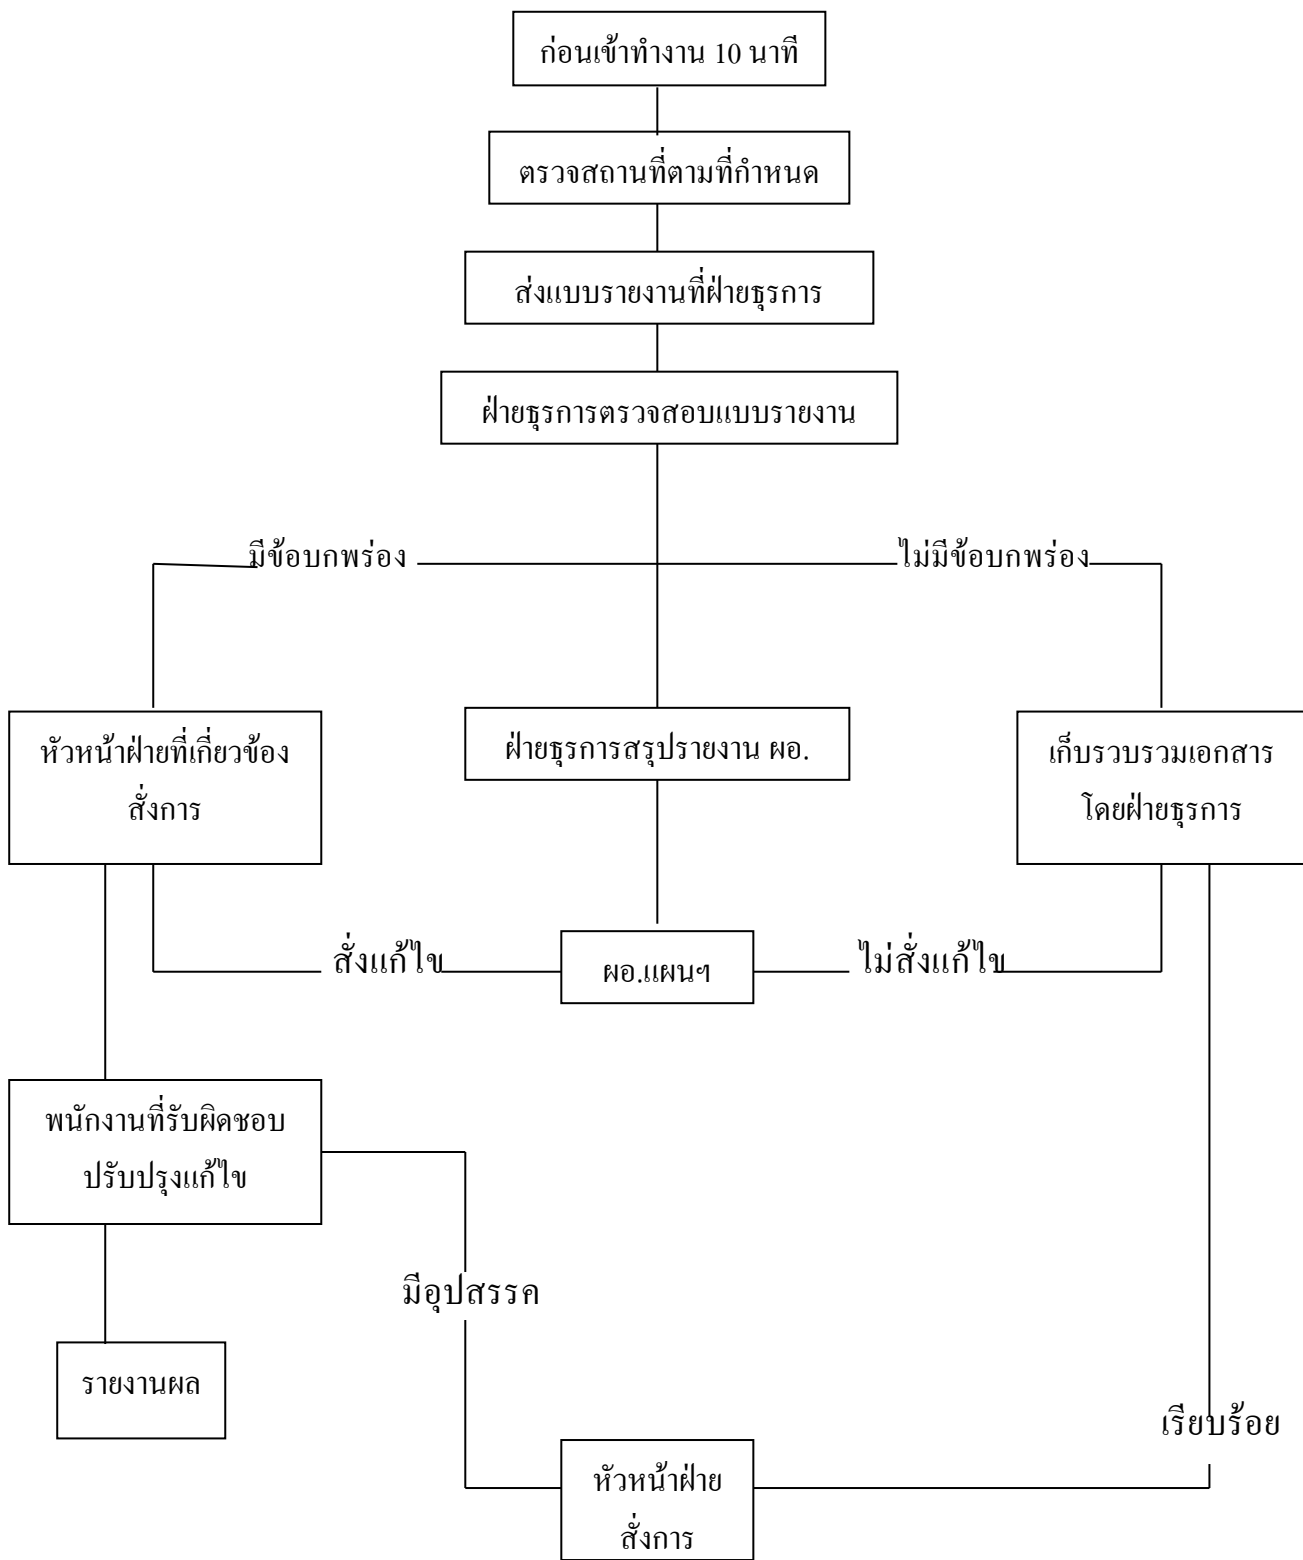 ก่อนเข้าทำงาน 10 นาที
ตรวจสถานที่ตามที่กำหนด
ส่งแบบรายงานที่ฝ่ายธุรการ
ฝ่ายธุรการตรวจสอบแบบรายงาน
มีข้อบกพร่อง
ไม่มีข้อบกพร่อง
หัวหน้าฝ่ายที่เกี่ยวข้อง
สั่งการ
ฝ่ายธุรการสรุปรายงาน ผอ.
เก็บรวบรวมเอกสาร
โดยฝ่ายธุรการ
สั่งแก้ไข
ผอ.แผนฯ
ไม่สั่งแก้ไข
พนักงานที่รับผิดชอบ
ปรับปรุงแก้ไข
มีอุปสรรค
รายงานผล
เรียบร้อย
หัวหน้าฝ่าย
สั่งการ